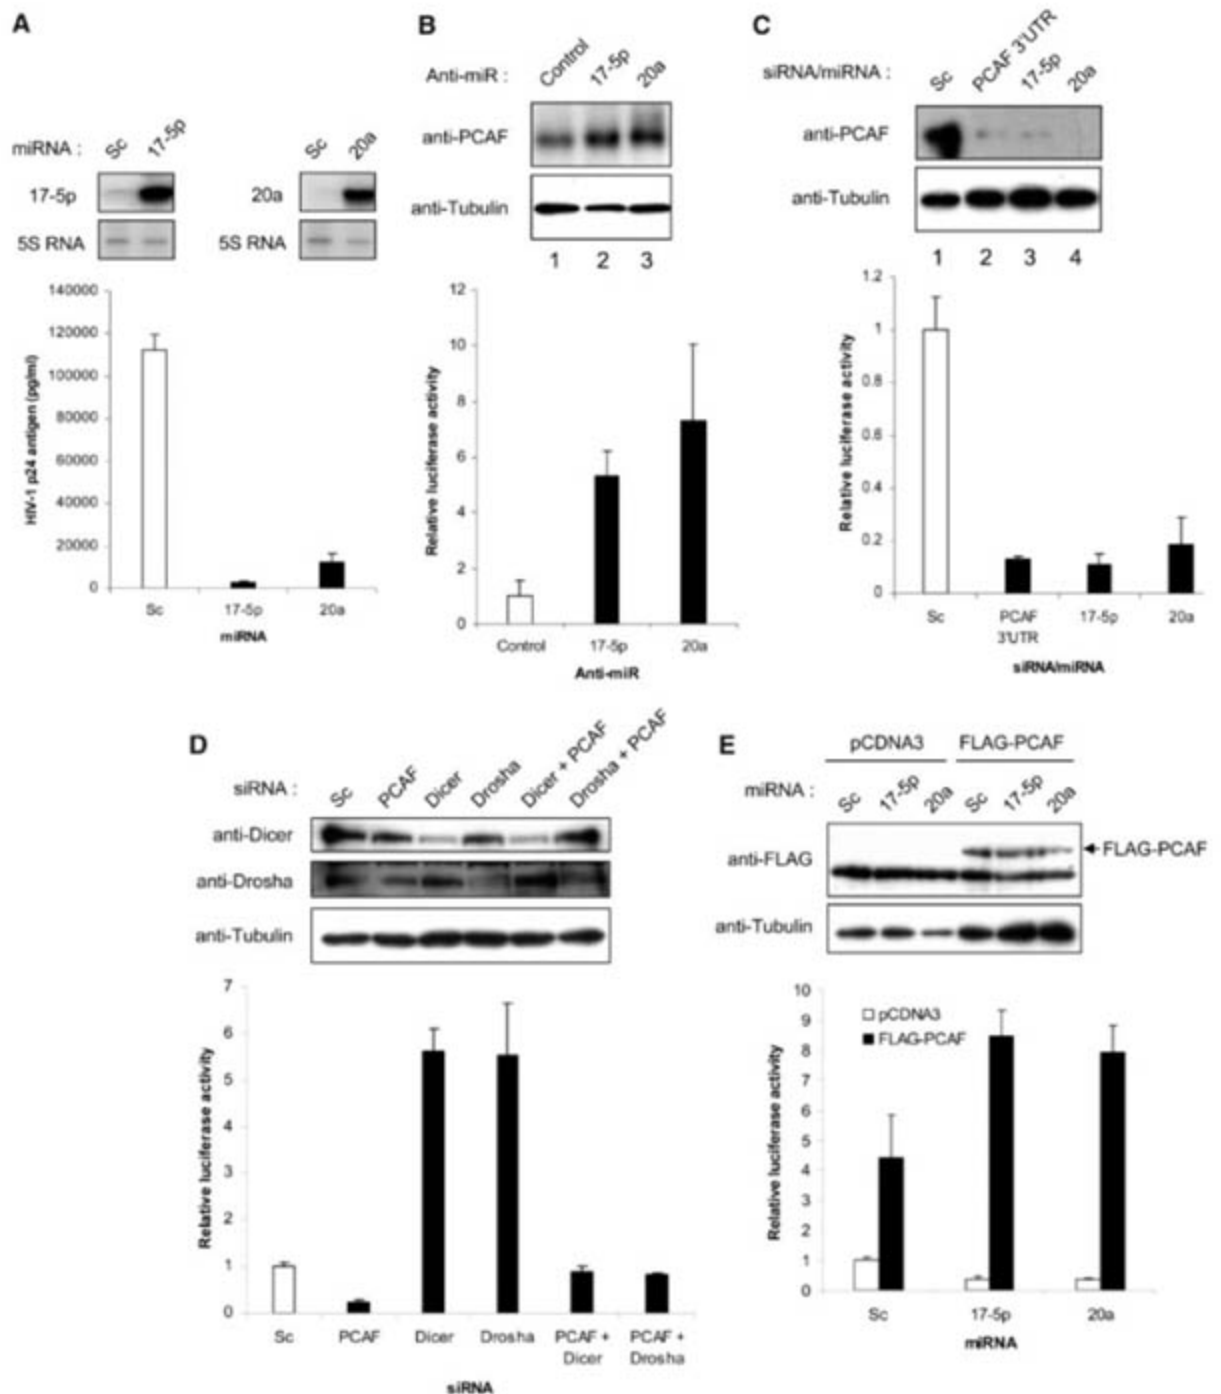 A
miRNA : Sc 17-5p
17-5p
5S RNA
miRNA : Sc 20a
20a
5S RNA
140000
120000
100000
80000
60000
40000
20000
0
HIV-1 p24 antigen (pg/ml)
Sc 17-5p 20a
miRNA
B
Anti-miR : Control 17-5p 20a
anti-PCAF
anti-Tubulin
1 2 3
12
10
8
6
4
2
0
Relative luciferase activity
Control 17-5p 20a
Anti-miR
C
siRNA/miRNA : Sc PCAF 3'UTR 17-5p 20a
anti-PCAF
anti-Tubulin
1 2 3 4
1.2
1
0.8
0.6
0.4
0.2
0
Relative luciferase activity
Sc PCAF 3'UTR 17-5p 20a
siRNA/miRNA
D
siRNA : Sc PCAF Dicer Drosha Dicer + PCAF Drosha + PCAF
anti-Dicer
anti-Drosha
anti-Tubulin
7
6
5
4
3
2
1
0
Relative luciferase activity
Sc PCAF Dicer Drosha PCAF + Dicer PCAF + Drosha
siRNA
E
pCDNA3 FLAG-PCAF
miRNA : Sc 17-5p 20a Sc 17-5p 20a
anti-FLAG
FLAG-PCAF
anti-Tubulin
10
9
8
7
6
5
4
3
2
1
0
Relative luciferase activity
pCDNA3
FLAG-PCAF
Sc 17-5p 20a
miRNA